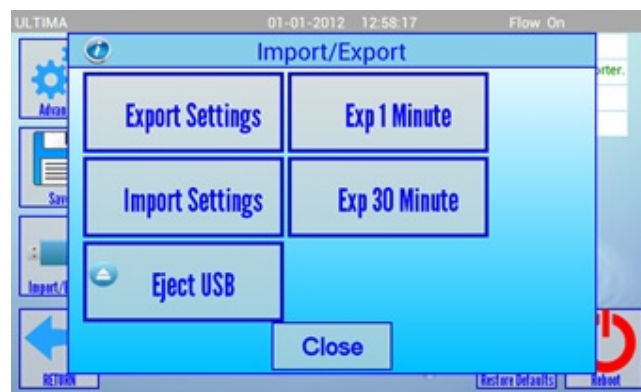 ULTIMA 01-01-2012 12:58:17 Flow On
Import/Export
Export Settings Exp 1 Minute
Import Settings Exp 30 Minute
Eject USB
Close
RETURN Restore Defaults Reboot